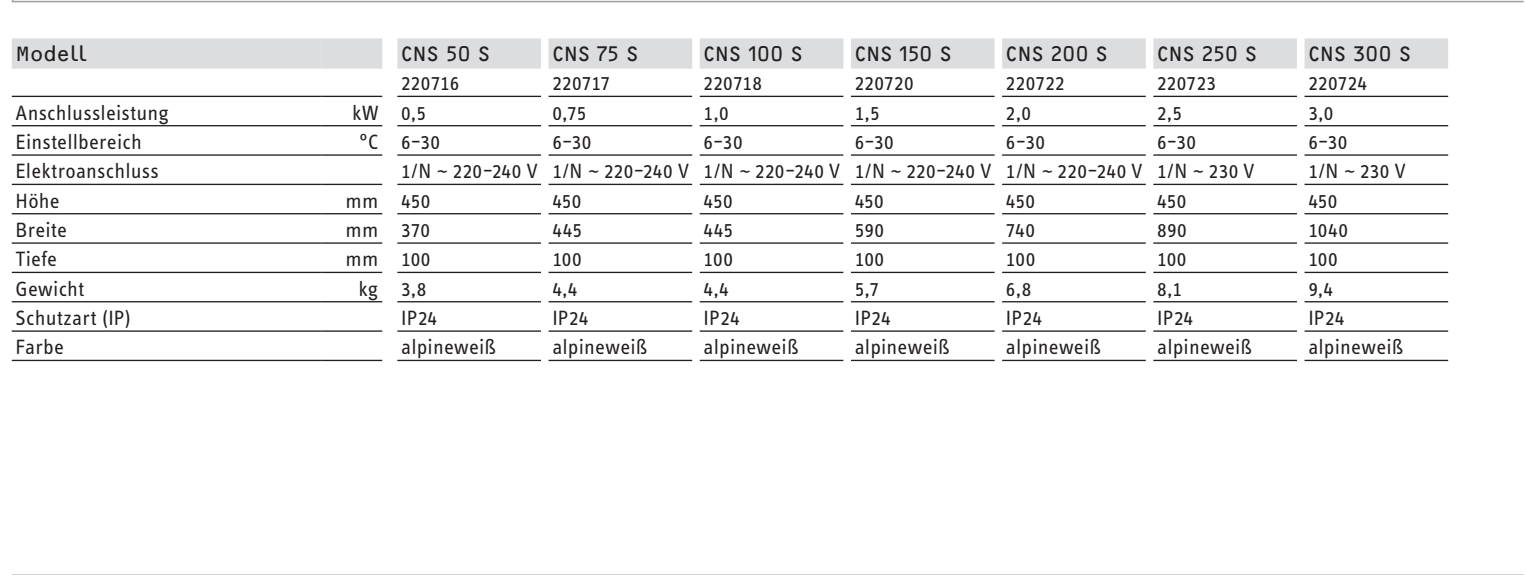 Modell CNS 50 S CNS 75 S CNS 100 S CNS 150 S CNS 200 S CNS 250 S CNS 300 S
220716 220717 220718 220720 220722 220723 220724
Anschlussleistung kW 0,5 0,75 1,0 1,5 2,0 2,5 3,0
Einstellbereich °C 6–30 6–30 6–30 6–30 6–30 6–30 6–30
Elektroanschluss 1/N ~ 220–240 V 1/N ~ 220–240 V 1/N ~ 220–240 V 1/N ~ 220–240 V 1/N ~ 220–240 V 1/N ~ 230 V 1/N ~ 230 V
Höhe mm 450 450 450 450 450 450 450
Breite mm 370 445 445 590 740 890 1040
Tiefe mm 100 100 100 100 100 100 100
Gewicht kg 3,8 4,4 4,4 5,7 6,8 8,1 9,4
Schutzart (IP) IP24 IP24 IP24 IP24 IP24 IP24 IP24
Farbe alpineweiß alpineweiß alpineweiß alpineweiß alpineweiß alpineweiß alpineweiß